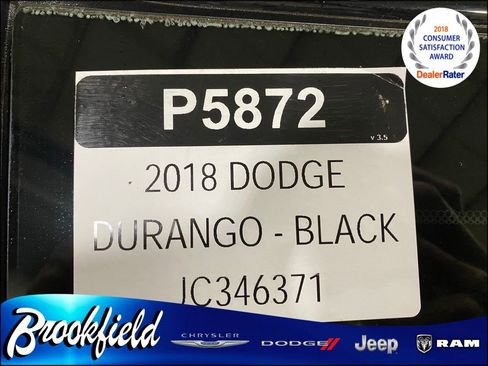 2018
CONSUMER
SATISFACTION
AWARD
DealerRater
P5872
v 3.5
2018 DODGE
DURANGO - BLACK
JC346371
Brookfield
CHRYSLER
DODGE
Jeep
RAM